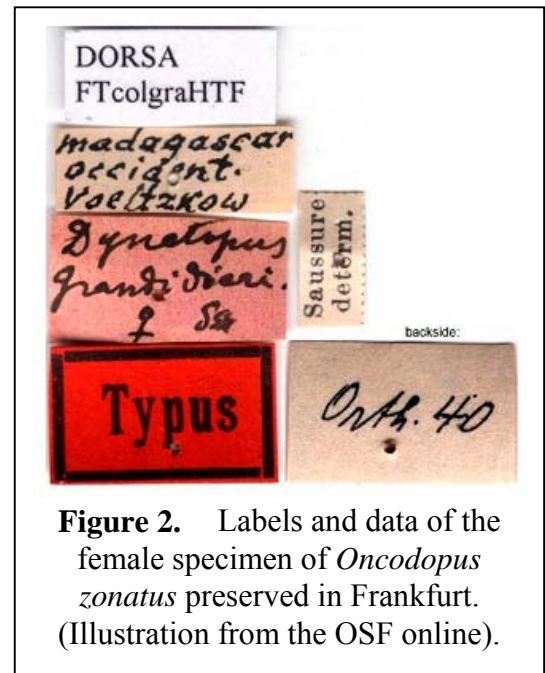 DORSA
FTcolgraHTF
madagascar
occident.
Voeltzkow
Dynatopus
grandidieri.
♀ Ss
Saussure
determ.
Typus
backside:
Orth. 40
Figure 2. Labels and data of the
female specimen of Oncodopus
zonatus preserved in Frankfurt.
(Illustration from the OSF online).